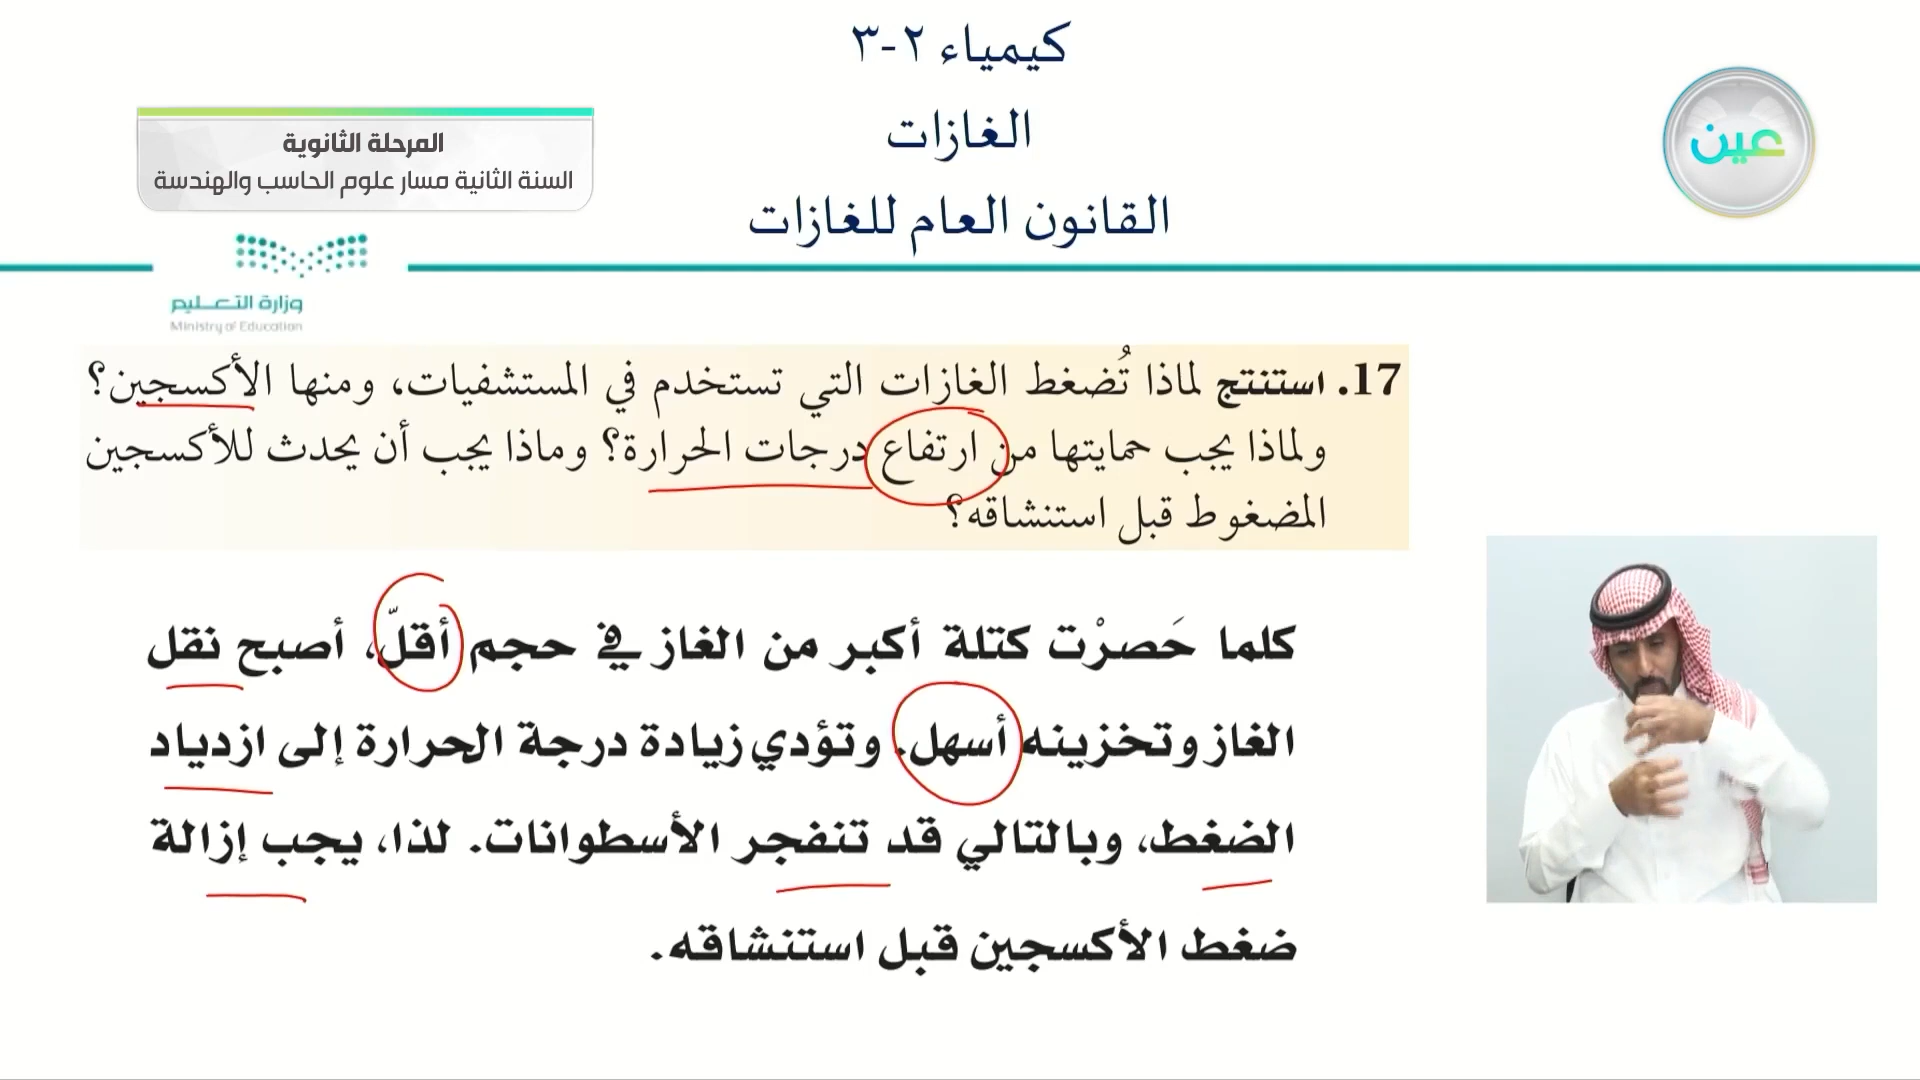 كيمياء ٢-٣
الغازات
القانون العام للغازات
عين
المرحلة الثانوية
السنة الثانية مسار علوم الحاسب والهندسة
وزارة التعـــليم
Ministry of Education
17. استنتج لماذا تُضغط الغازات التي تستخدم في المستشفيات، ومنها الأكسجين؟
ولماذا يجب حمايتها من ارتفاع درجات الحرارة؟ وماذا يجب أن يحدث للأكسجين
المضغوط قبل استنشاقه؟
كلما حَصرْت كتلة أكبر من الغاز في حجم أقلّ، أصبح نقل
الغاز وتخزينه أسهل. وتؤدي زيادة درجة الحرارة إلى ازدياد
الضغط، وبالتالي قد تنفجر الأسطوانات. لذا، يجب إزالة
ضغط الأكسجين قبل استنشاقه.